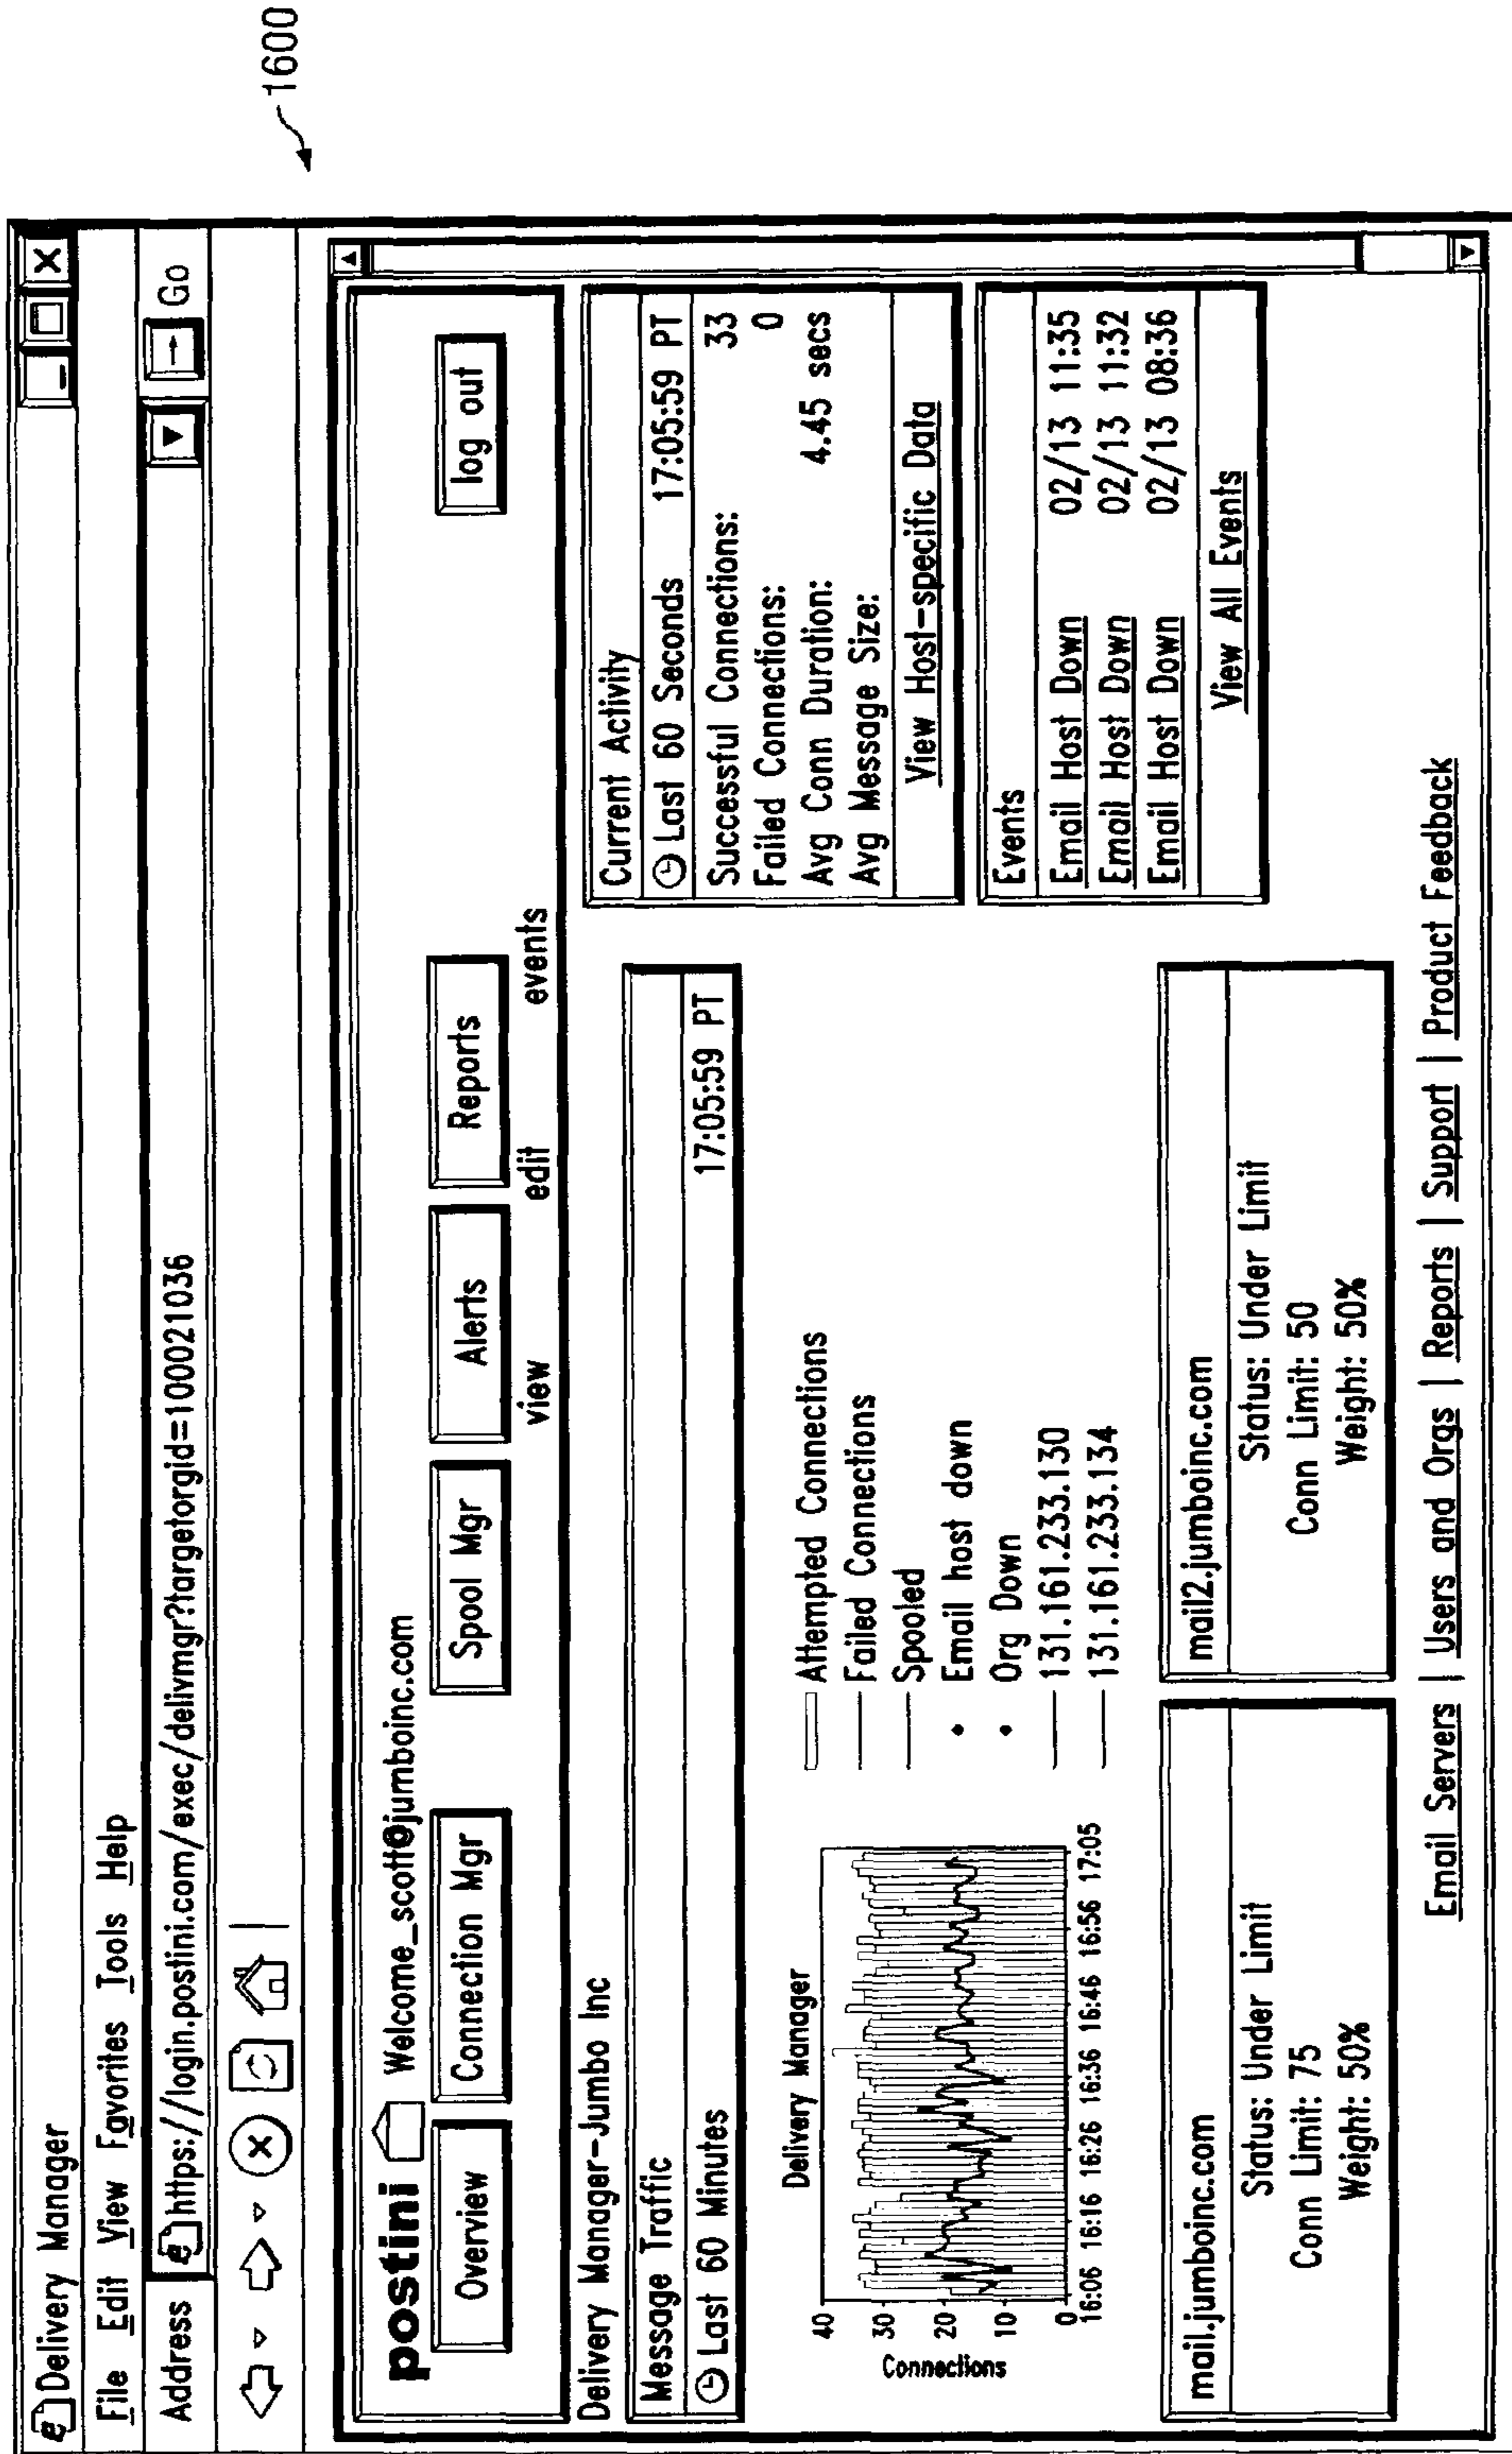 Delivery Manager
File Edit View Favorites Tools Help
Address https://login.postini.com/exec/delivmgr?targetorgid=100021036 Go
1600
postini Welcome_scott@jumboinc.com
Overview Connection Mgr Spool Mgr Alerts Reports log out
view edit events
Delivery Manager-Jumbo Inc
Message Traffic
Last 60 Minutes 17:05:59 PT
Delivery Manager
Connections
40
30
20
10
0
16:06 16:16 16:26 16:36 16:46 16:56 17:05
Attempted Connections
Failed Connections
Spooled
• Email host down
• Org Down
131.161.233.130
131.161.233.134
Current Activity
Last 60 Seconds 17:05:59 PT
Successful Connections: 33
Failed Connections: 0
Avg Conn Duration: 4.45 secs
Avg Message Size:
View Host-specific Data
Events
Email Host Down 02/13 11:35
Email Host Down 02/13 11:32
Email Host Down 02/13 08:36
View All Events
mail.jumboinc.com
Status: Under Limit
Conn Limit: 75
Weight: 50%
mail2.jumboinc.com
Status: Under Limit
Conn Limit: 50
Weight: 50%
Email Servers | Users and Orgs | Reports | Support | Product Feedback